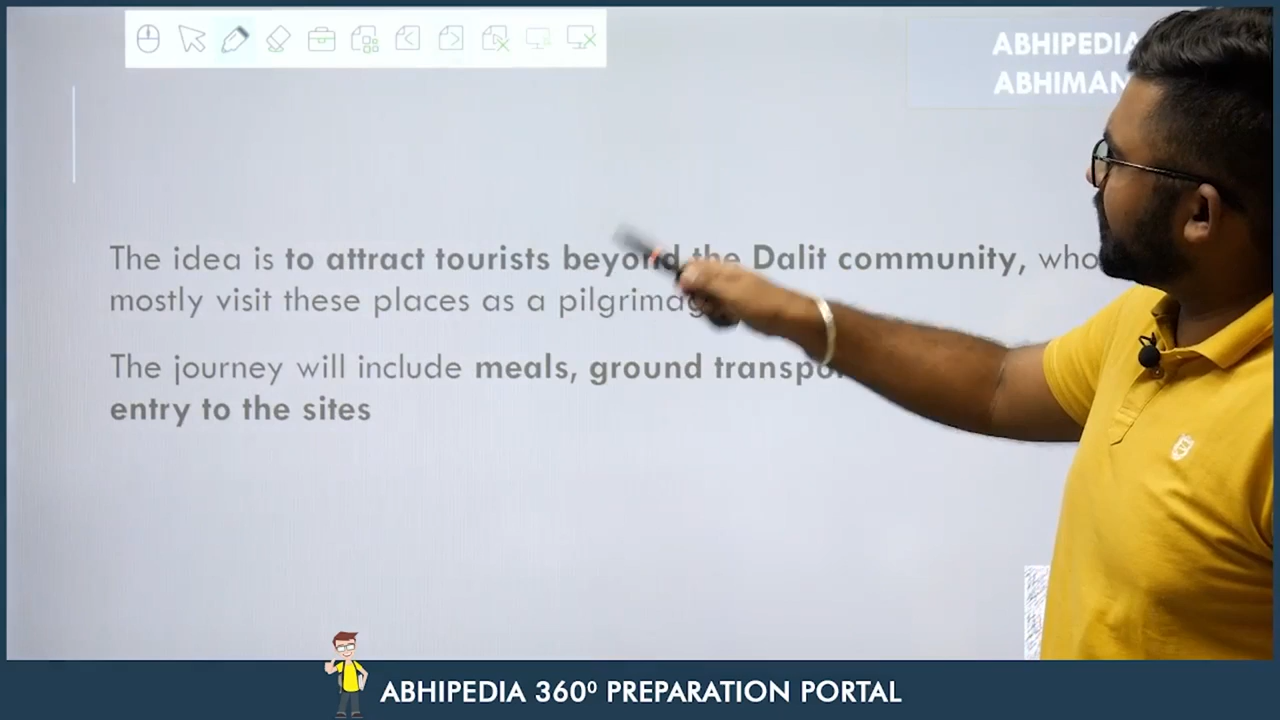 ABHIPEDIA
ABHIMAN
The idea is to attract tourists beyond the Dalit community, who
mostly visit these places as a pilgrimag
The journey will include meals, ground transpo
entry to the sites
ABHIPEDIA 360⁰ PREPARATION PORTAL